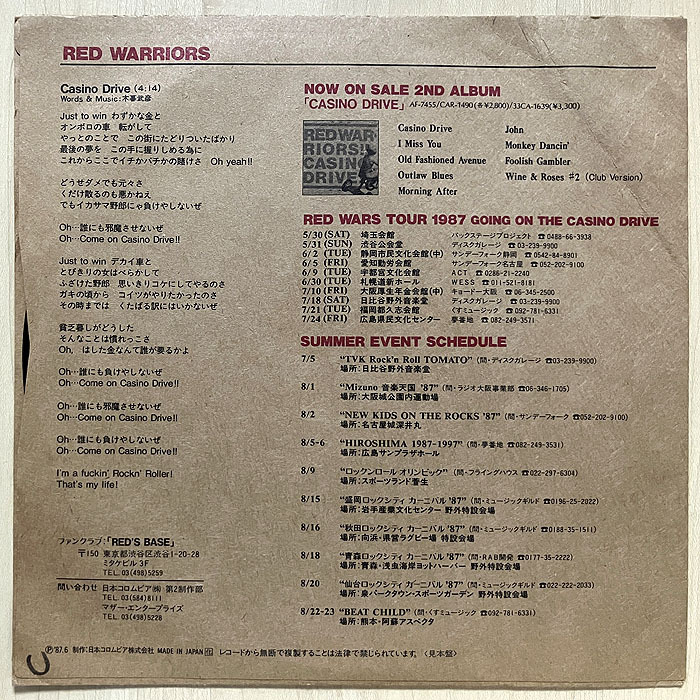 RED WARRIORS
Casino Drive (4:14)
Words & Music:木暮武彦
Just to win わずかな金と
オンボロの車 転がして
やっとのことで この街にたどりついたばかり
最後の夢を この手に握りしめる為に
これからここでイチかバチかの賭けさ Oh yeah!!
どうせダメでも元々さ
くだけ散るのも悪かねえ
でもイカサマ野郎にゃ負けやしないぜ
Oh…誰にも邪魔させないぜ
Oh…Come on Casino Drive!!
Just to win デカイ車と
とびきりの女はべらかして
ふざけた野郎 思いきりコケにしてやるのさ
ガキの頃から コイツがやりたかったのさ
その時までは くたばる訳にはいかないぜ
貧乏暮しがどうした
そんなことは慣れっこさ
Oh, はした金なんて誰が要るかよ
Oh…誰にも負けやしないぜ
Oh…Come on Casino Drive!!
Oh…誰にも邪魔させないぜ
Oh…Come on Casino Drive!!
Oh…誰にも負けやしないぜ
Oh…Come on Casino Drive!!
I'm a fuckin' Rockn' Roller!
That's my life!
ファンクラブ:「RED'S BASE」
〒150 東京都渋谷区渋谷1-20-28
ミタケビル 3F
TEL. 03(498)5259
問い合わせ 日本コロムビア㈱ 第2制作部
TEL. 03(584)8111
マザー・エンタープライズ
TEL. 03(498)5228
NOW ON SALE 2ND ALBUM
「CASINO DRIVE」AF-7455/CAR-1490(各¥2,800)/33CA-1639(¥3,300)
RED WAR-
RIORS!!
CASINO
DRIVE
Casino Drive
I Miss You
Old Fashioned Avenue
Outlaw Blues
Morning After
John
Monkey Dancin'
Foolish Gambler
Wine & Roses #2 (Club Version)
RED WARS TOUR 1987 GOING ON THE CASINO DRIVE
5/30(SAT) 埼玉会館 バックステージプロジェクト ☎0488-66-3938
5/31(SUN) 渋谷公会堂 ディスクガレージ ☎03-239-9900
6/2(TUE) 静岡市民文化会館(中) サンデーフォーク静岡 ☎0542-84-8901
6/5(FRI) 愛知勤労会館 サンデーフォーク名古屋 ☎052-202-9100
6/9(TUE) 宇都宮文化会館 ACT ☎0286-21-2240
6/30(TUE) 札幌道新ホール WESS ☎011-521-8181
7/10(FRI) 大阪厚生年金会館(中) キョードー大阪 ☎06-345-2500
7/18(SAT) 日比谷野外音楽堂 ディスクガレージ ☎03-239-9900
7/21(TUE) 福岡都久志会館 くすミュージック ☎092-781-6331
7/24(FRI) 広島県民文化センター 夢番地 ☎082-249-3571
SUMMER EVENT SCHEDULE
7/5 “TVK Rock'n Roll TOMATO” (問・ディスクガレージ ☎03-239-9900)
場所:日比谷野外音楽堂
8/1 “Mizuno 音楽天国 '87” (問・ラジオ大阪事業部 ☎06-346-1705)
場所:大阪城公園内運動場
8/2 “NEW KIDS ON THE ROCKS '87” (問・サンデーフォーク ☎052-202-9100)
場所:名古屋城深井丸
8/5-6 “HIROSHIMA 1987-1997” (問・夢番地 ☎082-249-3531)
場所:広島サンプラザホール
8/9 “ロックンロール オリンピック” (問・フライングハウス ☎022-297-6304)
場所:スポーツランド菅生
8/15 “盛岡ロックシティ カーニバル '87” (問・ミュージックギルド ☎0196-25-2022)
場所:岩手産業文化センター 野外特設会場
8/16 “秋田ロックシティ カーニバル '87” (問・ミュージックギルド ☎0188-35-1511)
場所:向浜・県営ラグビー場 特設会場
8/18 “青森ロックシティ カーニバル '87” (問・RAB開発 ☎0177-35-2222)
場所:青森・浅虫海岸ヨットハーバー 野外特設会場
8/20 “仙台ロックシティ カーニバル '87” (問・ミュージックギルド ☎022-222-2033)
場所:泉パークタウン・スポーツガーデン 野外特設会場
8/22-23 “BEAT CHILD” (問・くすミュージック ☎092-781-6331)
場所:熊本・阿蘇アスペクタ
Ⓟ'87.6 制作:日本コロムビア株式会社 MADE IN JAPAN レコードから無断で複製することは法律で禁じられています。〈見本盤〉